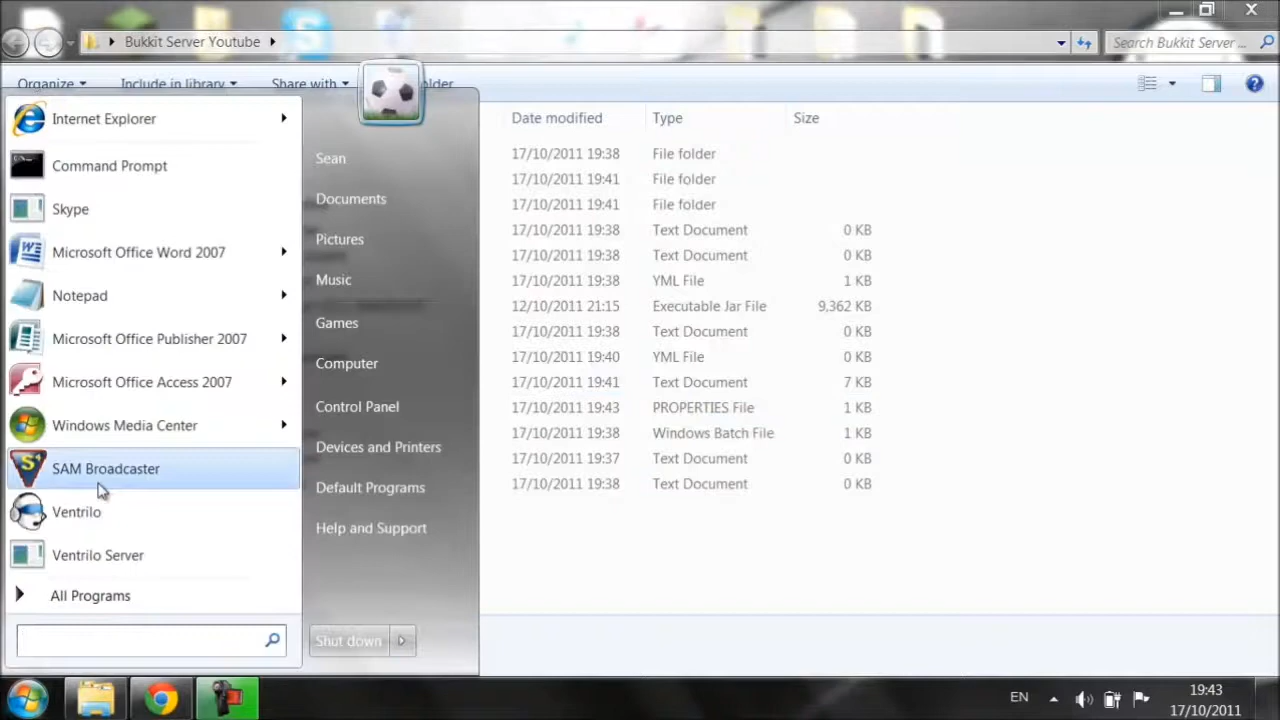 Bukkit Server Youtube
Search Bukkit Server ...
Organize
Include in library
Share with
older
Date modified Type Size
17/10/2011 19:38 File folder
17/10/2011 19:41 File folder
17/10/2011 19:41 File folder
17/10/2011 19:38 Text Document 0 KB
17/10/2011 19:38 Text Document 0 KB
17/10/2011 19:38 YML File 1 KB
12/10/2011 21:15 Executable Jar File 9,362 KB
17/10/2011 19:38 Text Document 0 KB
17/10/2011 19:40 YML File 0 KB
17/10/2011 19:41 Text Document 7 KB
17/10/2011 19:43 PROPERTIES File 1 KB
17/10/2011 19:38 Windows Batch File 1 KB
17/10/2011 19:37 Text Document 0 KB
17/10/2011 19:38 Text Document 0 KB
Internet Explorer
Command Prompt
Skype
Microsoft Office Word 2007
Notepad
Microsoft Office Publisher 2007
Microsoft Office Access 2007
Windows Media Center
SAM Broadcaster
Ventrilo
Ventrilo Server
All Programs
Sean
Documents
Pictures
Music
Games
Computer
Control Panel
Devices and Printers
Default Programs
Help and Support
Shut down
EN
19:43
17/10/2011